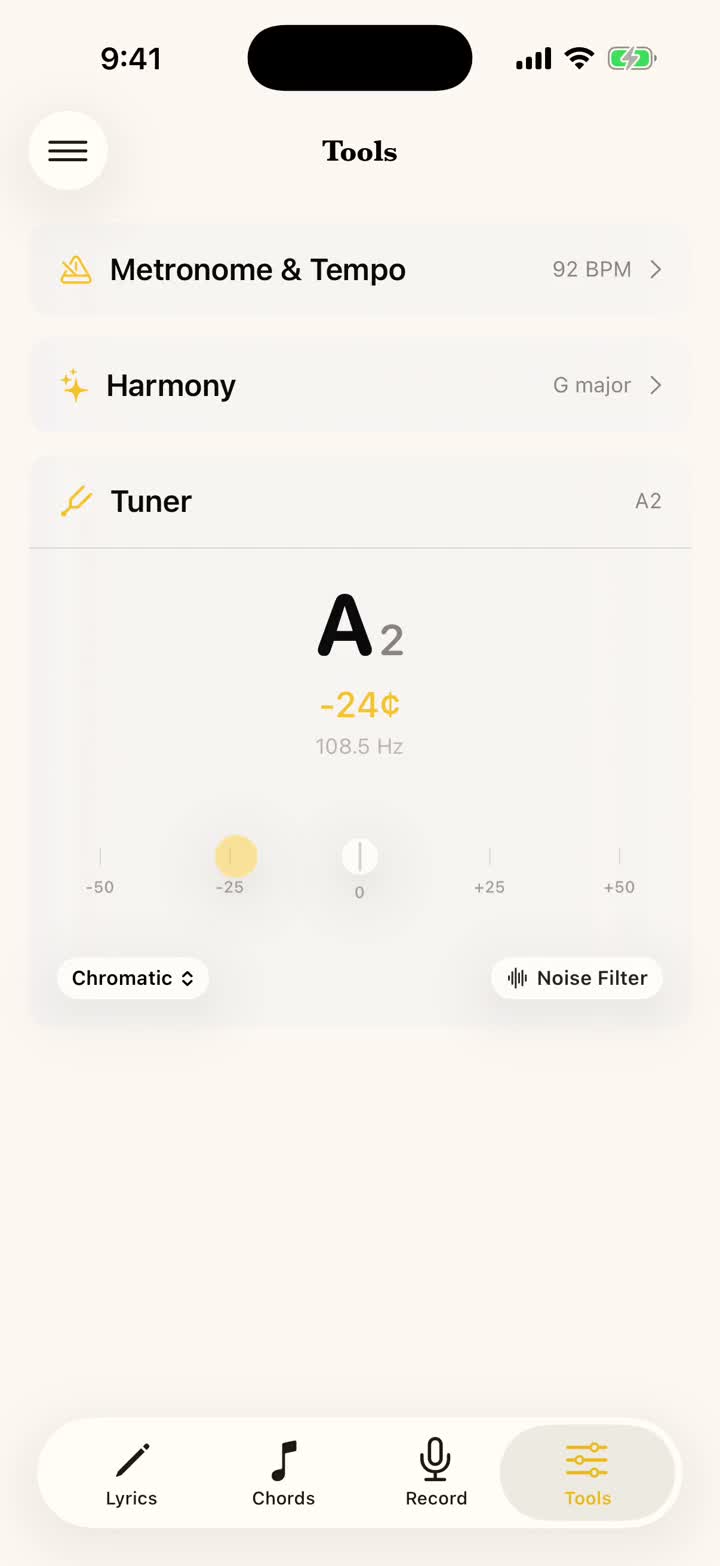 9:41
Tools
Metronome & Tempo 92 BPM
Harmony G major
Tuner A2
A2
-24¢
108.5 Hz
-50 -25 0 +25 +50
Chromatic Noise Filter
Lyrics Chords Record Tools